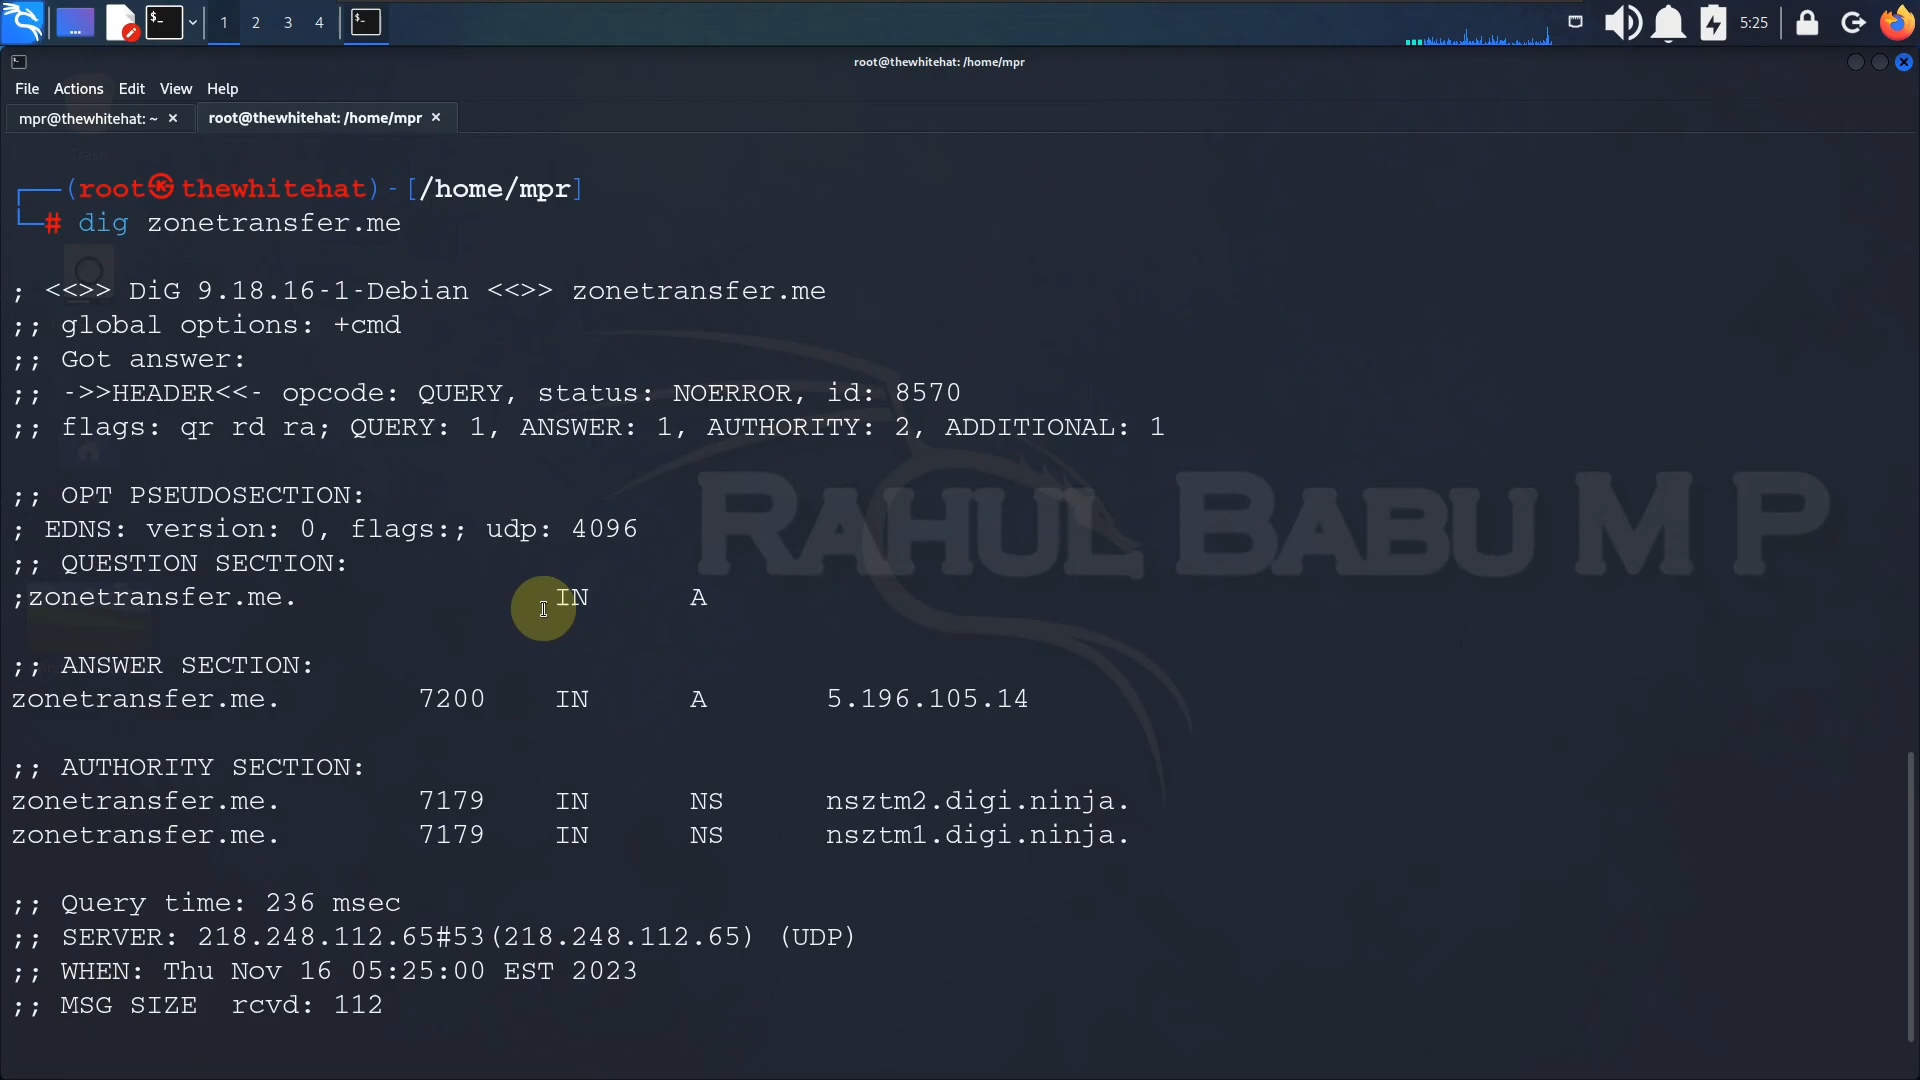 1 2 3 4
5:25
root@thewhitehat: /home/mpr
File Actions Edit View Help
mpr@thewhitehat: ~ × root@thewhitehat: /home/mpr ×
(root㉿thewhitehat)-[/home/mpr]
# dig zonetransfer.me
; <<>> DiG 9.18.16-1-Debian <<>> zonetransfer.me
;; global options: +cmd
;; Got answer:
;; ->>HEADER<<- opcode: QUERY, status: NOERROR, id: 8570
;; flags: qr rd ra; QUERY: 1, ANSWER: 1, AUTHORITY: 2, ADDITIONAL: 1
;; OPT PSEUDOSECTION:
RAHUL BABU M P
; EDNS: version: 0, flags:; udp: 4096
;; QUESTION SECTION:
;zonetransfer.me. IN A
;; ANSWER SECTION:
zonetransfer.me. 7200 IN A 5.196.105.14
;; AUTHORITY SECTION:
zonetransfer.me. 7179 IN NS nsztm2.digi.ninja.
zonetransfer.me. 7179 IN NS nsztm1.digi.ninja.
;; Query time: 236 msec
;; SERVER: 218.248.112.65#53(218.248.112.65) (UDP)
;; WHEN: Thu Nov 16 05:25:00 EST 2023
;; MSG SIZE rcvd: 112